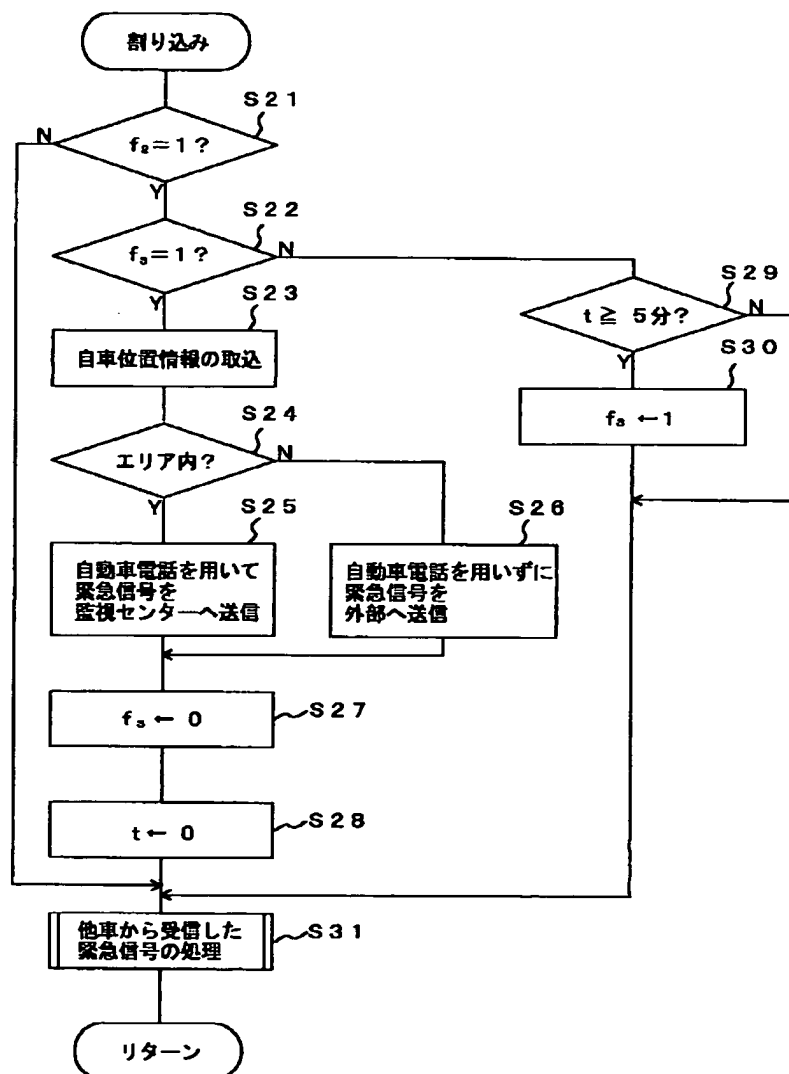 割り込み
S21
N
f₂＝1？
Y
S22
f₃＝1？
N
Y
S23
自車位置情報の取込
S24
エリア内？
N
Y
S25
自動車電話を用いて
緊急信号を
監視センターへ送信
S26
自動車電話を用いずに
緊急信号を
外部へ送信
S27
f₃ ← 0
S28
t ← 0
S29
t ≧ 5分？
N
Y
S30
f₃ ← 1
S31
他車から受信した
緊急信号の処理
リターン